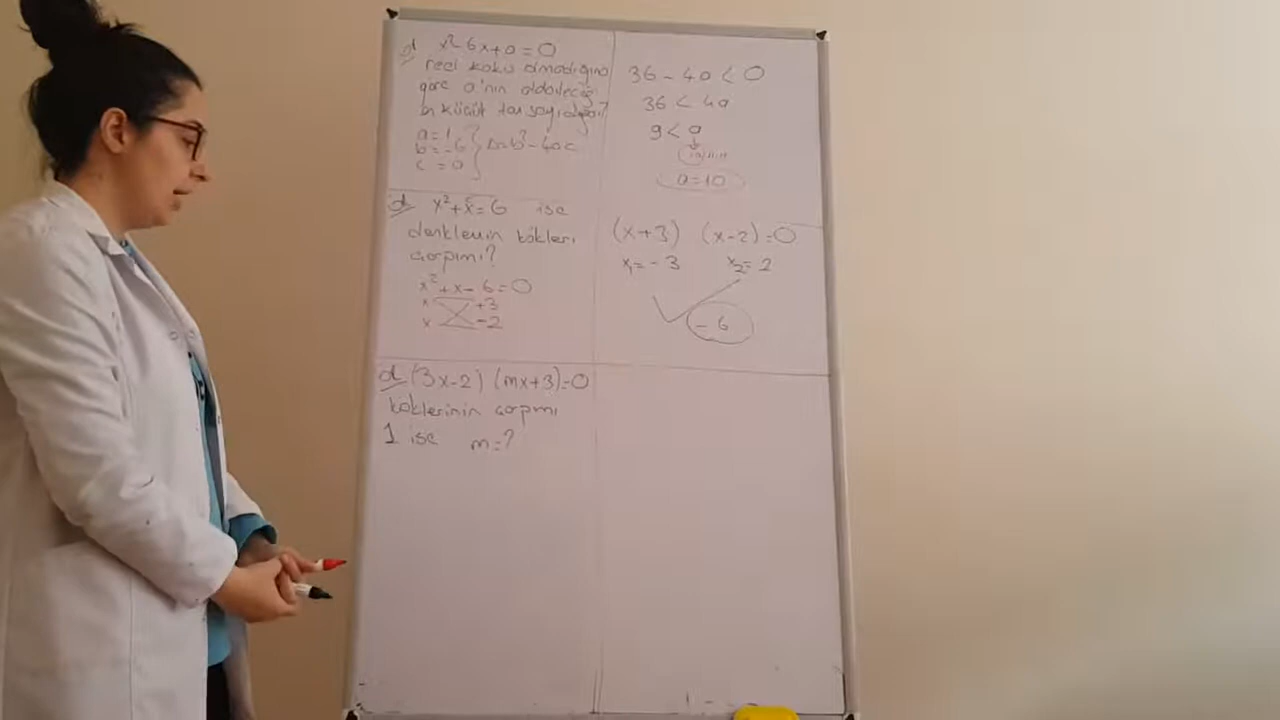 x²-6x+a=0
reel kökü olmadığına
göre a'nın alabileceği
en küçük tam sayı değeri?
a=1
b=-6
c=a
Δ=b²-4ac
36-4a<0
36<4a
9<a
a=10
x²+x=6 ise
denklemin kökleri
çarpımı?
x²+x-6=0
x +3
x -2
(x+3) (x-2)=0
x₁=-3 x₂=2
-6
(3x-2) (mx+3)=0
köklerinin çarpımı
1 ise m=?